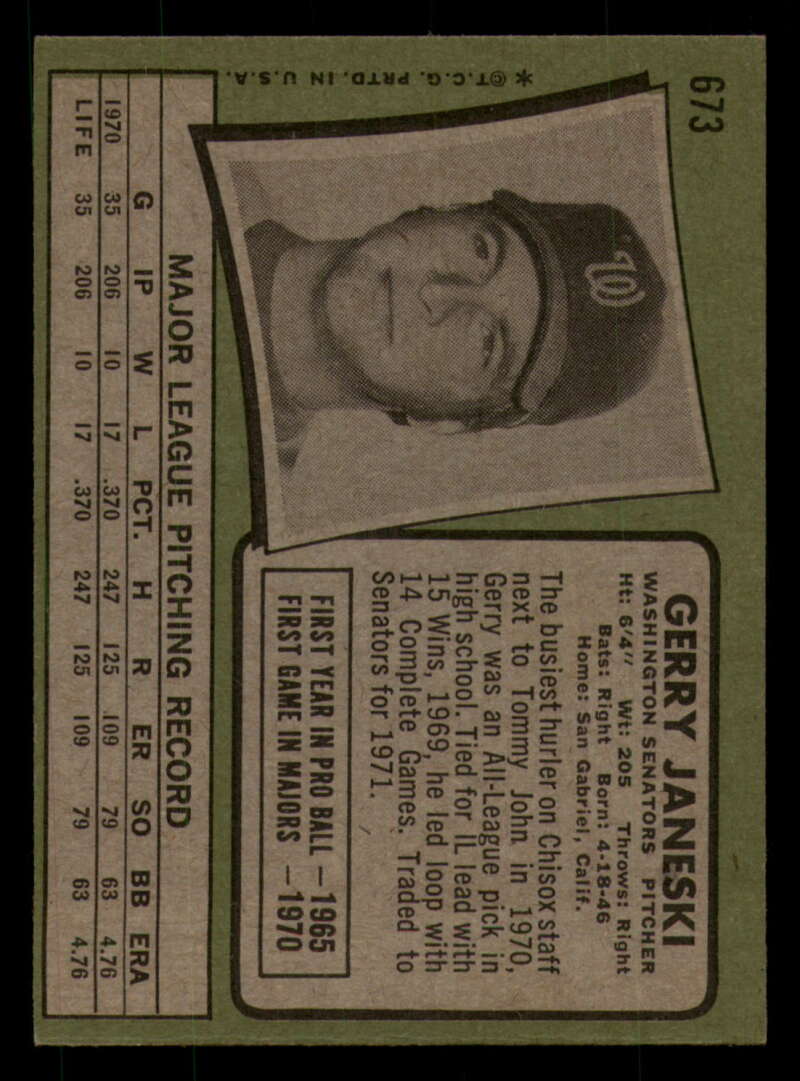 673
✱ ©T.C.G. PRTD. IN U.S.A.
W
GERRY JANESKI
WASHINGTON SENATORS PITCHER
Ht: 6'4" Wt: 205 Throws: Right
Bats: Right Born: 4-18-46
Home: San Gabriel, Calif.
The busiest hurler on Chisox staff
next to Tommy John in 1970,
Gerry was an All-League pick in
high school. Tied for IL lead with
15 Wins, 1969, he led loop with
14 Complete Games. Traded to
Senators for 1971.
FIRST YEAR IN PRO BALL —1965
FIRST GAME IN MAJORS —1970
MAJOR LEAGUE PITCHING RECORD
G IP W L PCT. H R ER SO BB ERA
1970 35 206 10 17 .370 247 125 109 79 63 4.76
LIFE 35 206 10 17 .370 247 125 109 79 63 4.76